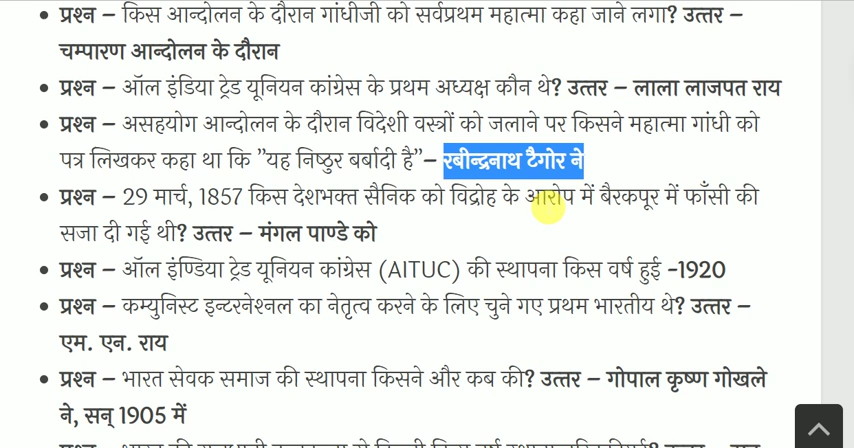 प्रश्न – किस आन्दोलन के दौरान गांधीजी को सर्वप्रथम महात्मा कहा जाने लगा? उत्तर –
चम्पारण आन्दोलन के दौरान
प्रश्न – ऑल इंडिया ट्रेड यूनियन कांग्रेस के प्रथम अध्यक्ष कौन थे? उत्तर – लाला लाजपत राय
प्रश्न – असहयोग आन्दोलन के दौरान विदेशी वस्त्रों को जलाने पर किसने महात्मा गांधी को
पत्र लिखकर कहा था कि ”यह निष्ठुर बर्बादी है”– रबीन्द्रनाथ टैगोर ने
प्रश्न – 29 मार्च, 1857 किस देशभक्त सैनिक को विद्रोह के आरोप में बैरकपूर में फाँसी की
सजा दी गई थी? उत्तर – मंगल पाण्डे को
प्रश्न – ऑल इंण्डिया ट्रेड यूनियन कांग्रेस (AITUC) की स्थापना किस वर्ष हुई -1920
प्रश्न – कम्युनिस्ट इन्टरनेश्नल का नेतृत्व करने के लिए चुने गए प्रथम भारतीय थे? उत्तर –
एम. एन. राय
प्रश्न – भारत सेवक समाज की स्थापना किसने और कब की? उत्तर – गोपाल कृष्ण गोखले
ने, सन् 1905 में